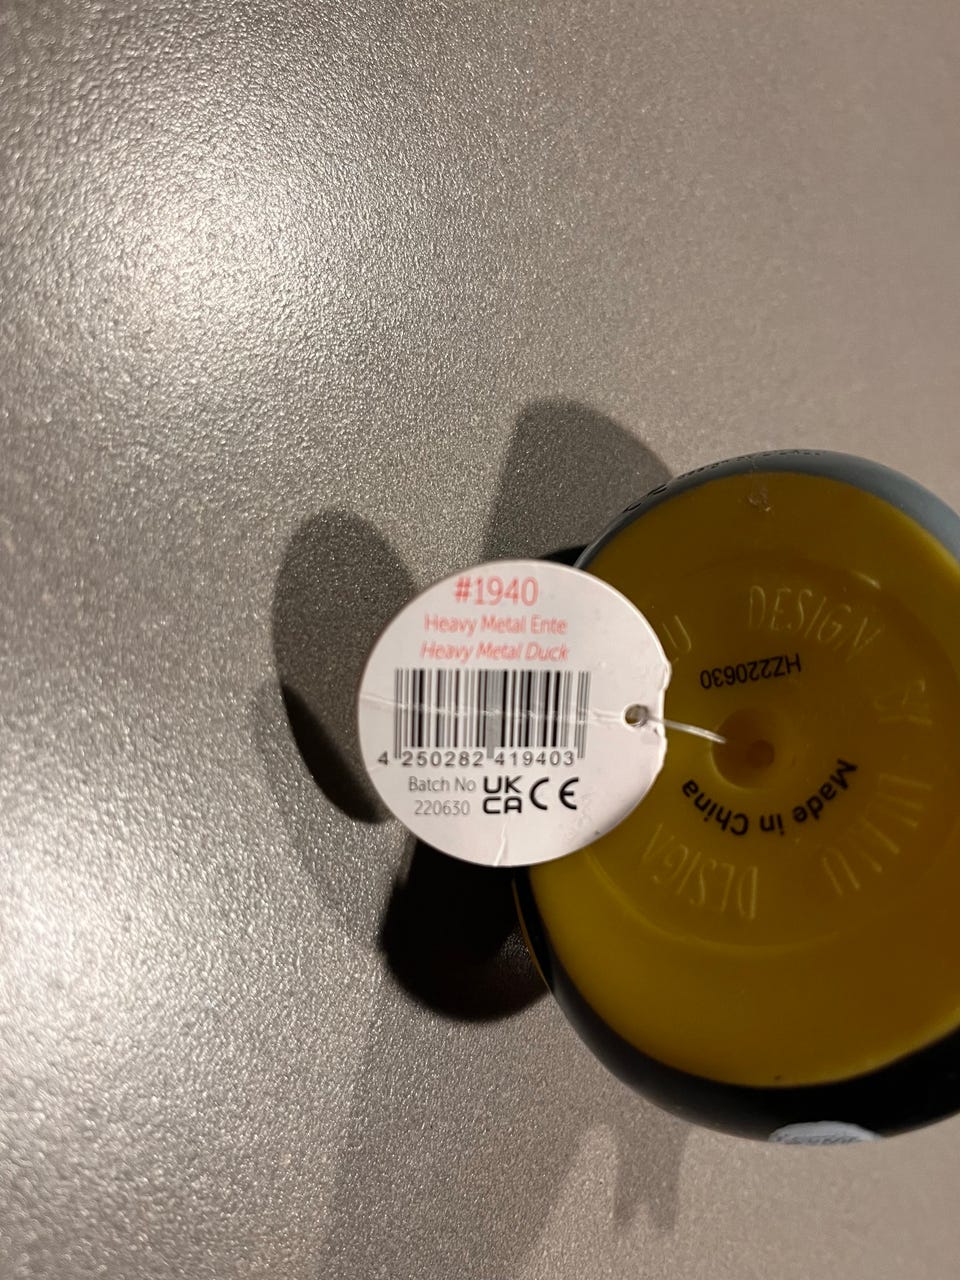 #1940
Heavy Metal Ente
Heavy Metal Duck
4 250282 419403
Batch No
220630
UK
CA
CE
DESIGN
HZ220630
Made in China
DESIGN